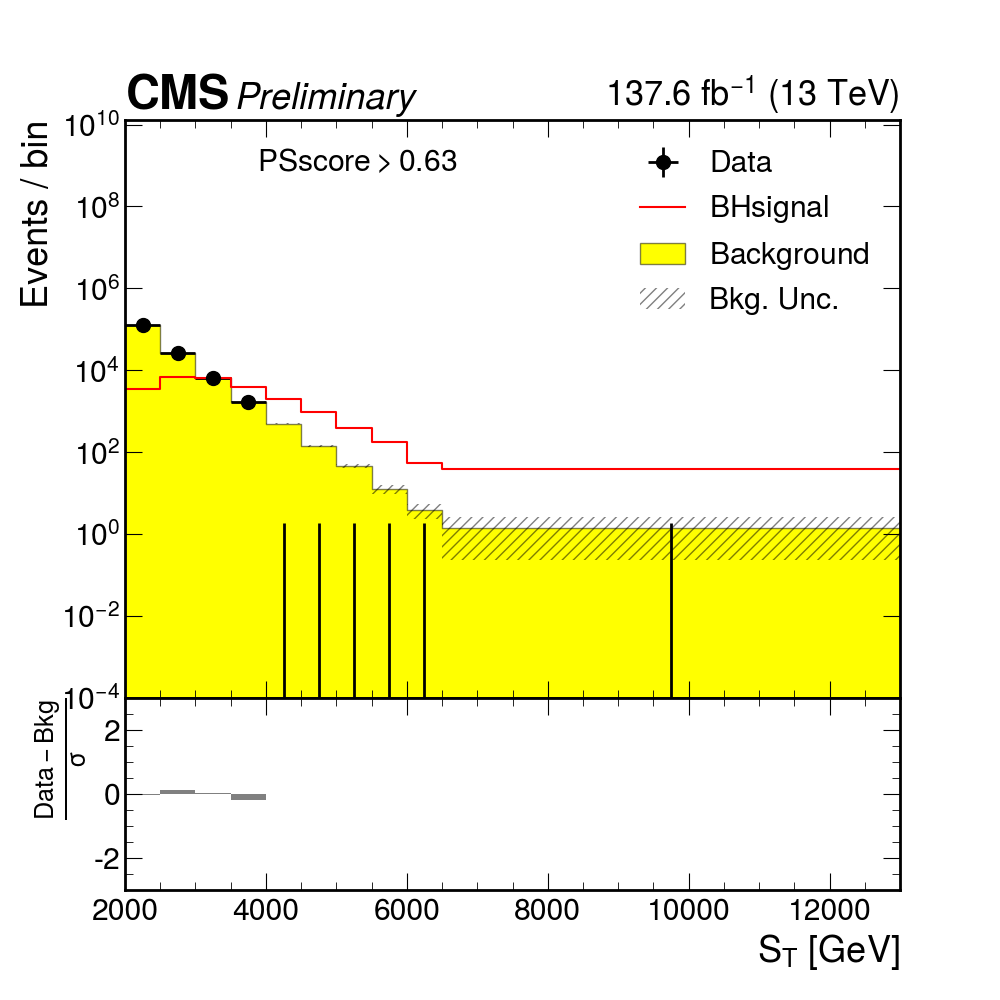 CMS Preliminary 137.6 fb⁻¹ (13 TeV)
Events / bin
10¹⁰
10⁸
10⁶
10⁴
10²
10⁰
10⁻²
10⁻⁴
PSscore > 0.63
Data
BHsignal
Background
Bkg. Unc.
Data − Bkg
σ
2
0
-2
2000 4000 6000 8000 10000 12000
S_T [GeV]